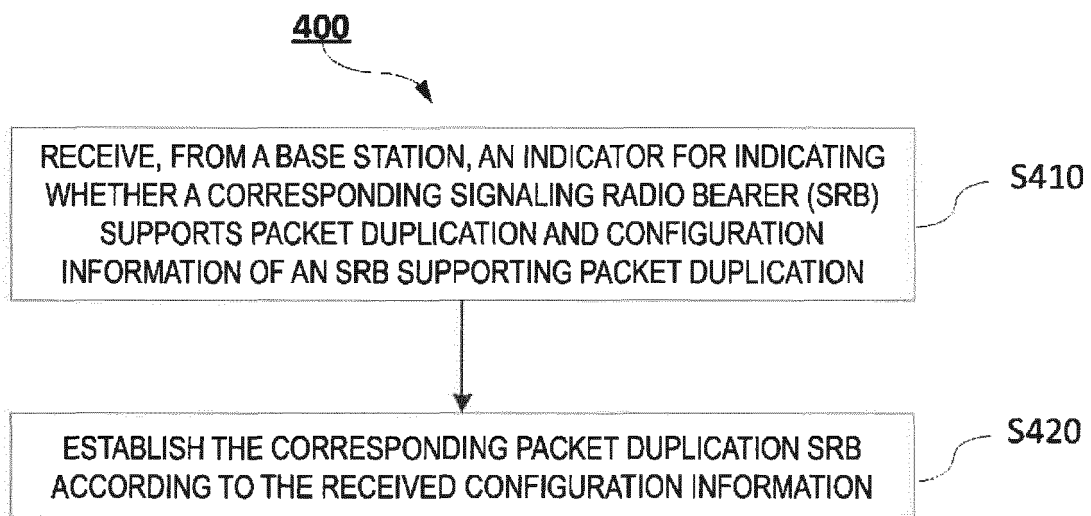 400
RECEIVE, FROM A BASE STATION, AN INDICATOR FOR INDICATING
WHETHER A CORRESPONDING SIGNALING RADIO BEARER (SRB)
SUPPORTS PACKET DUPLICATION AND CONFIGURATION
INFORMATION OF AN SRB SUPPORTING PACKET DUPLICATION
S410
ESTABLISH THE CORRESPONDING PACKET DUPLICATION SRB
ACCORDING TO THE RECEIVED CONFIGURATION INFORMATION
S420